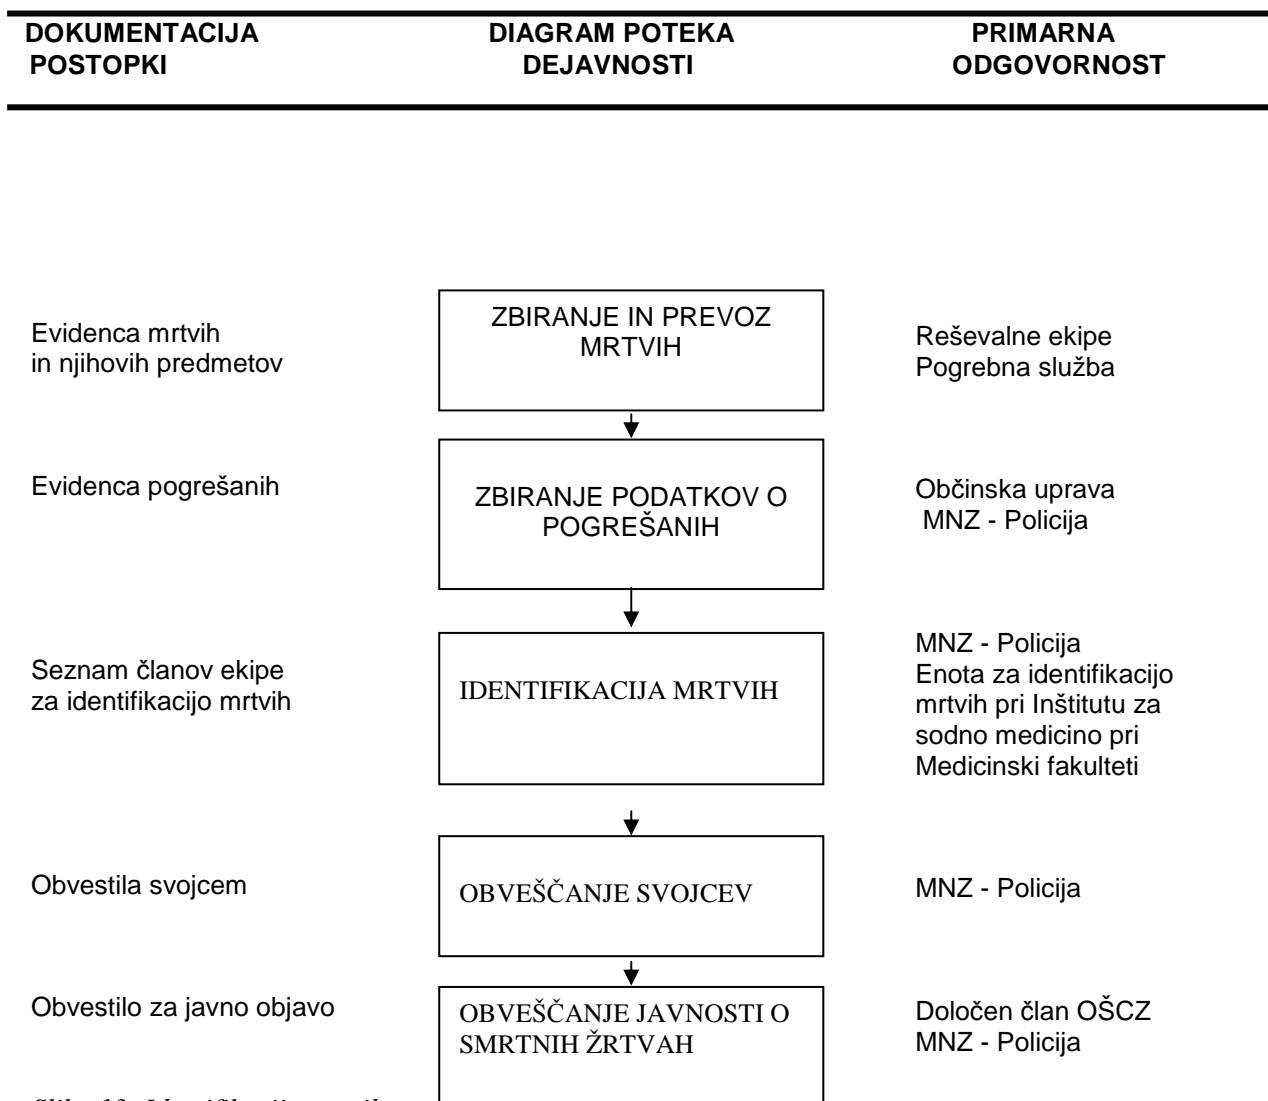 DOKUMENTACIJA
POSTOPKI
DIAGRAM POTEKA
DEJAVNOSTI
PRIMARNA
ODGOVORNOST
Evidenca mrtvih
in njihovih predmetov
ZBIRANJE IN PREVOZ
MRTVIH
Reševalne ekipe
Pogrebna služba
Evidenca pogrešanih
ZBIRANJE PODATKOV O
POGREŠANIH
Občinska uprava
MNZ - Policija
Seznam članov ekipe
za identifikacijo mrtvih
IDENTIFIKACIJA MRTVIH
MNZ - Policija
Enota za identifikacijo
mrtvih pri Inštitutu za
sodno medicino pri
Medicinski fakulteti
Obvestila svojcem
OBVEŠČANJE SVOJCEV
MNZ - Policija
Obvestilo za javno objavo
OBVEŠČANJE JAVNOSTI O
SMRTNIH ŽRTVAH
Določen član OŠCZ
MNZ - Policija